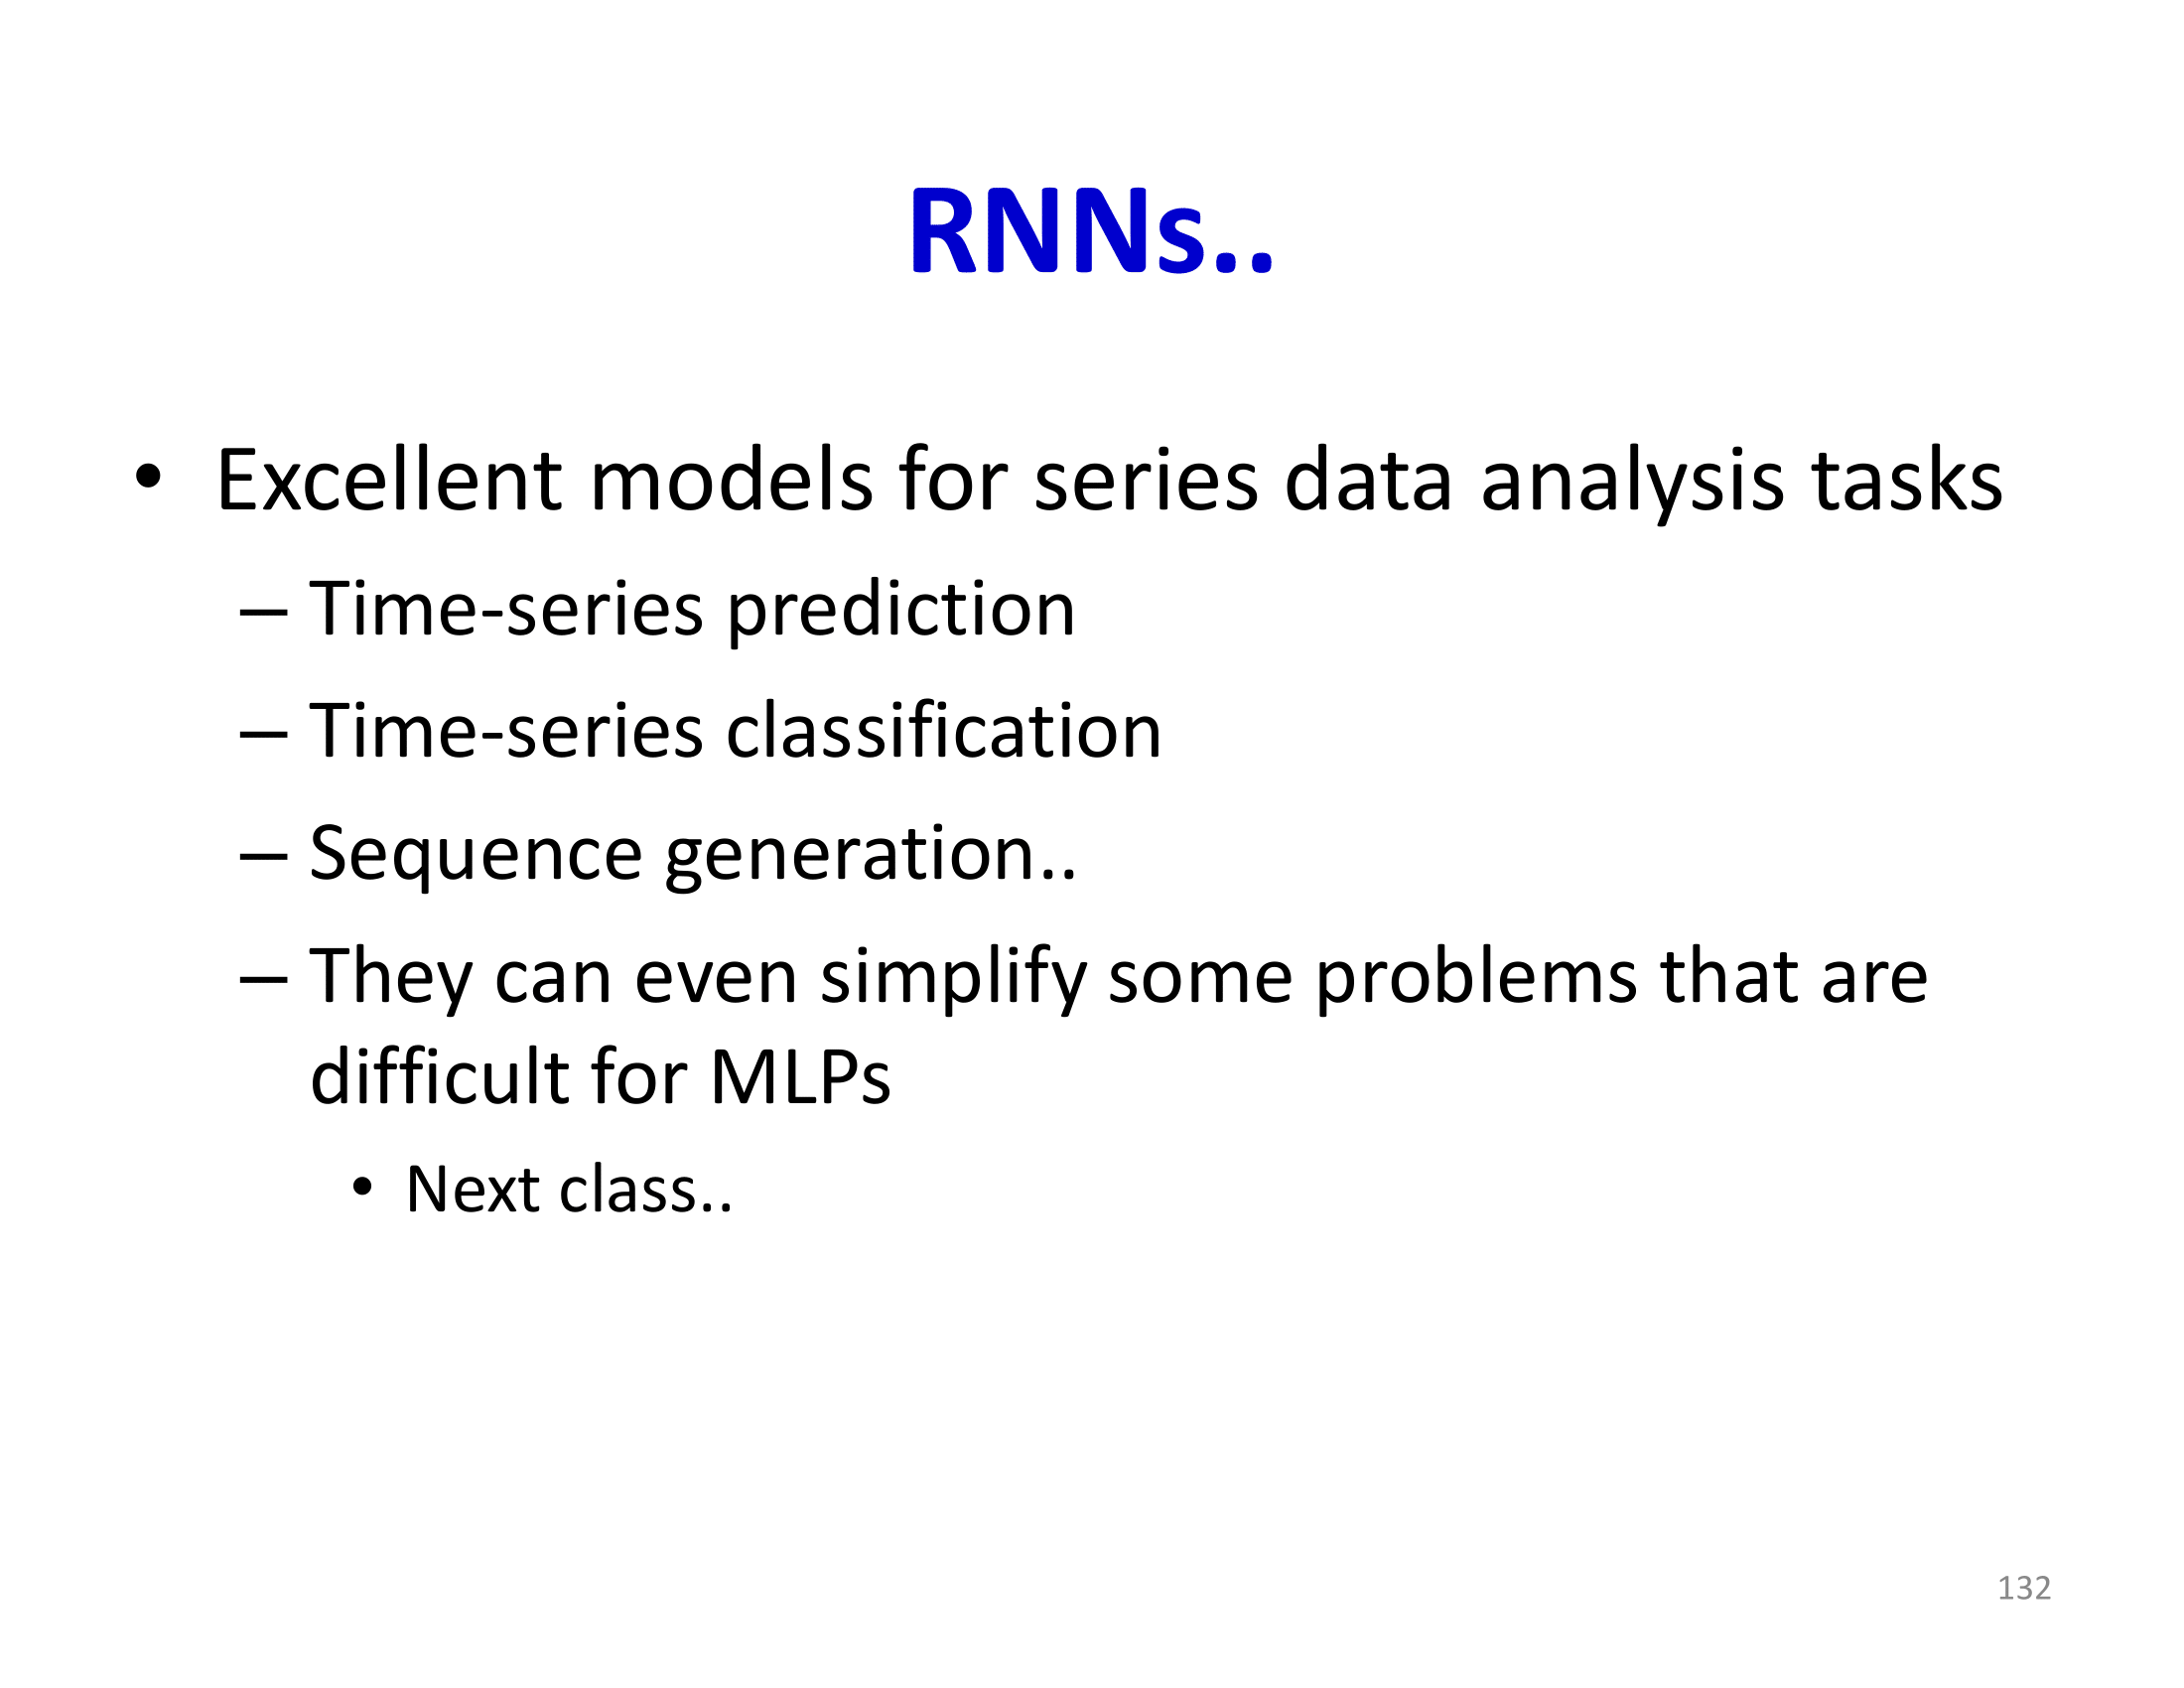 RNNs..
• Excellent models for series data analysis tasks
– Time-series prediction
– Time-series classification
– Sequence generation..
– They can even simplify some problems that are
difficult for MLPs
• Next class..
132